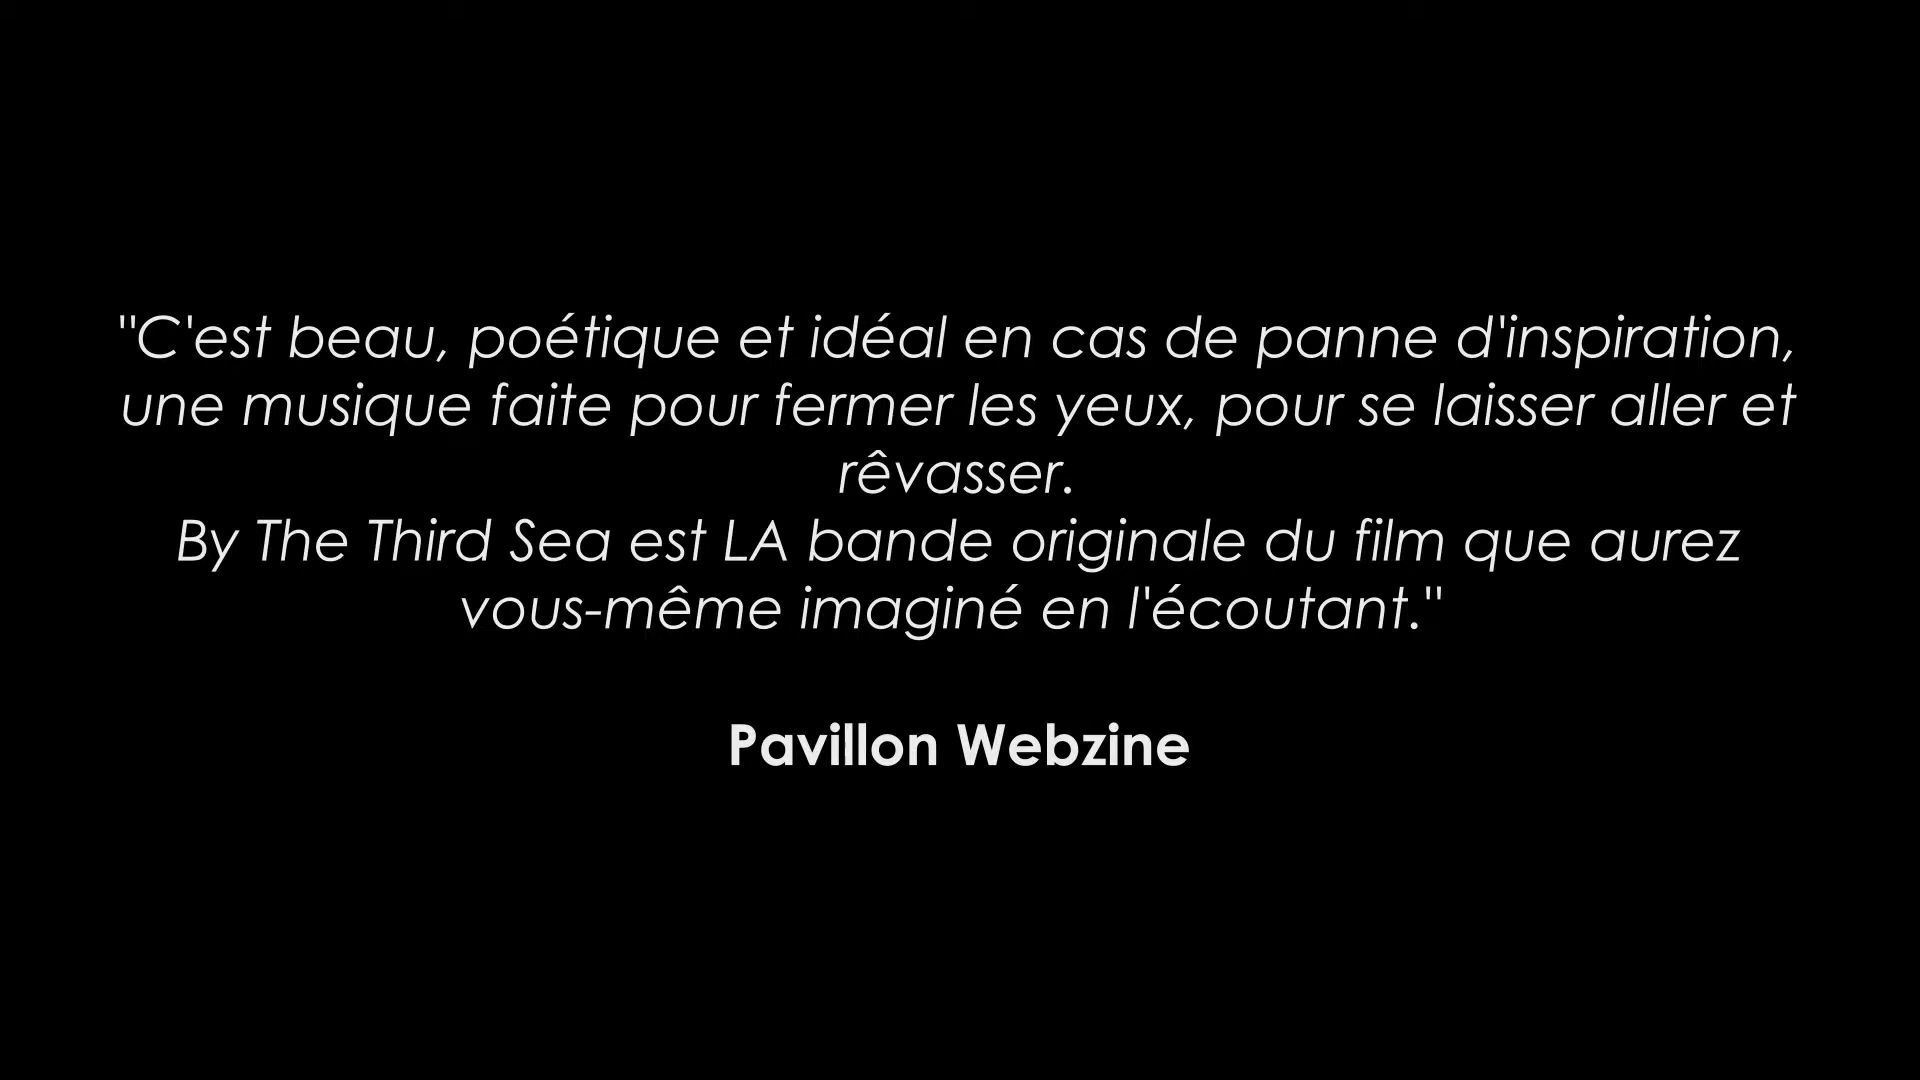 "C'est beau, poétique et idéal en cas de panne d'inspiration,
une musique faite pour fermer les yeux, pour se laisser aller et
rêvasser.
By The Third Sea est LA bande originale du film que aurez
vous-même imaginé en l'écoutant."
Pavillon Webzine